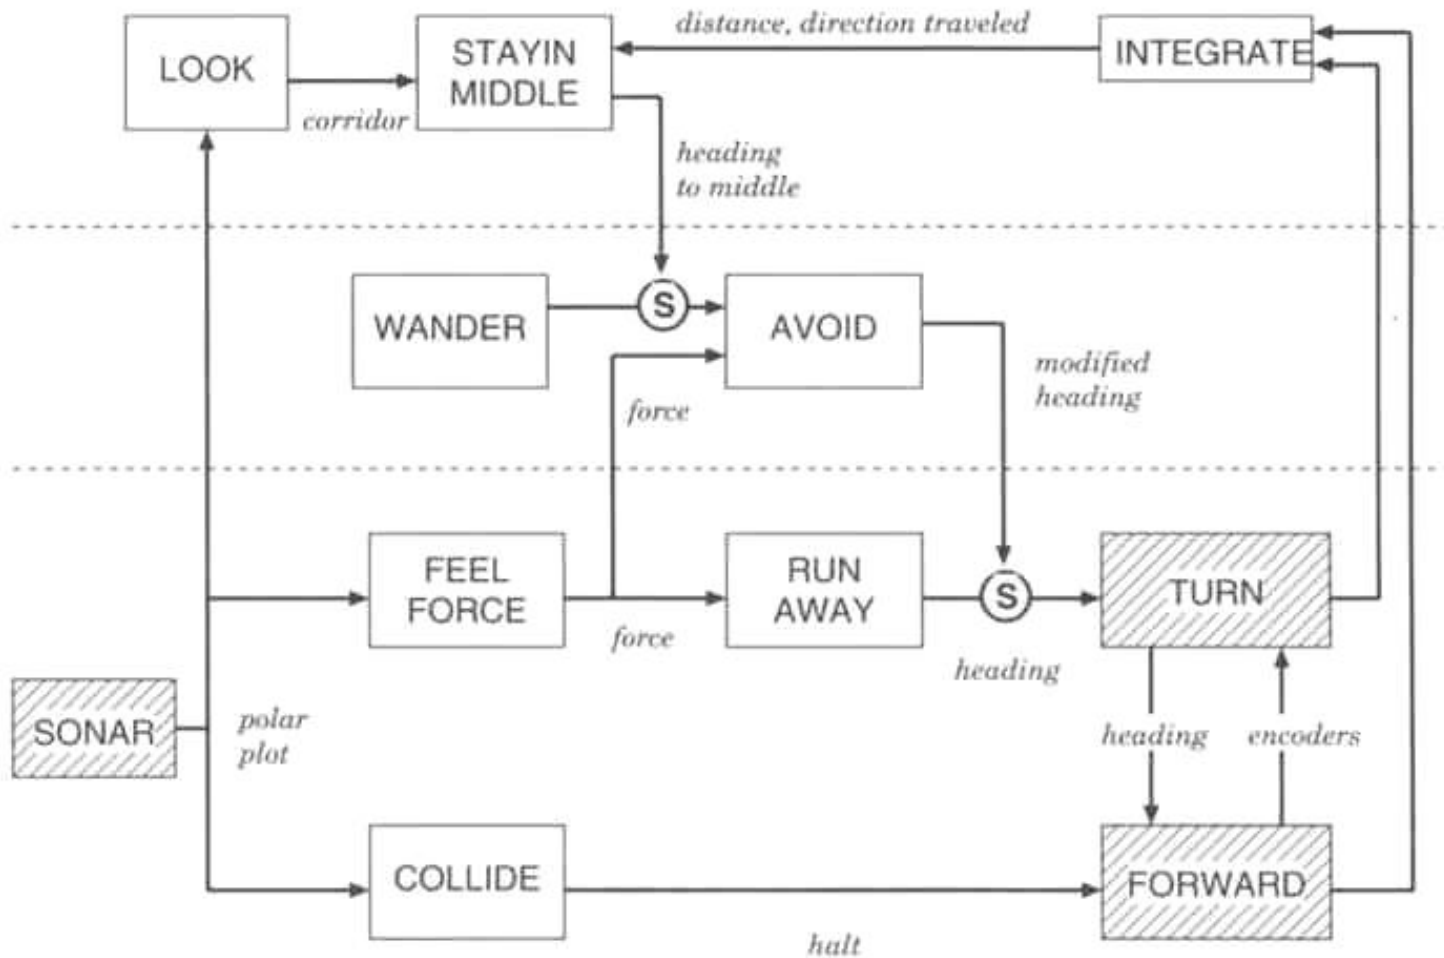 LOOK
STAYIN
MIDDLE
distance, direction traveled
INTEGRATE
corridor
heading
to middle
WANDER
S
AVOID
modified
heading
force
FEEL
FORCE
force
RUN
AWAY
S
heading
TURN
SONAR
polar
plot
heading
encoders
COLLIDE
halt
FORWARD